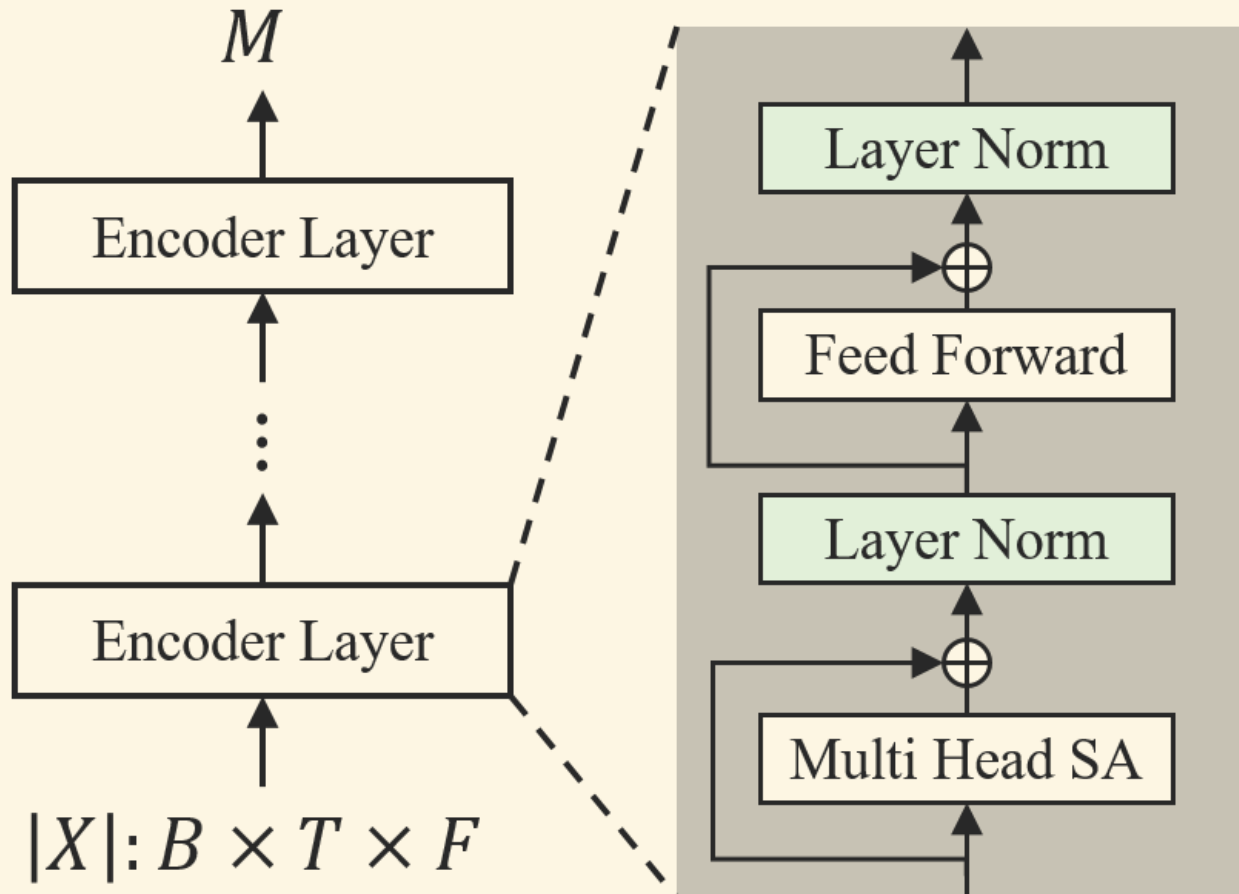 M
Encoder Layer
⋮
Encoder Layer
|X|: B × T × F
Layer Norm
Feed Forward
Layer Norm
Multi Head SA